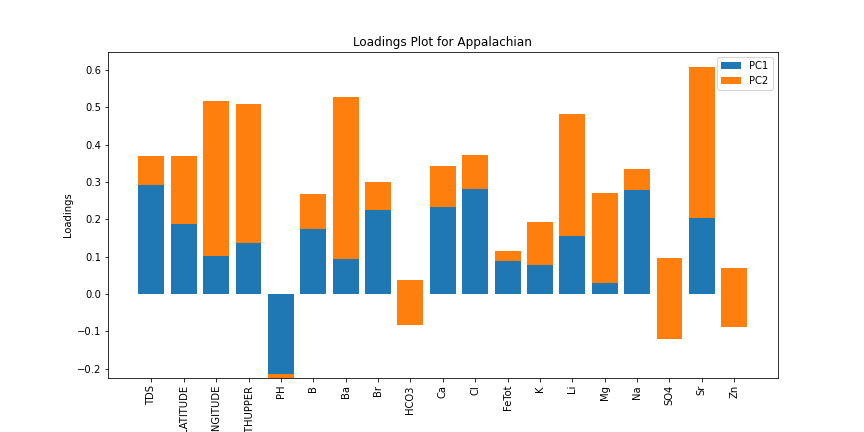 Loadings Plot for Appalachian
PC1
PC2
Loadings
0.6
0.5
0.4
0.3
0.2
0.1
0.0
−0.1
−0.2
TDS
LATITUDE
NGITUDE
THUPPER
PH
B
Ba
Br
HCO3
Ca
Cl
FeTot
K
Li
Mg
Na
SO4
Sr
Zn